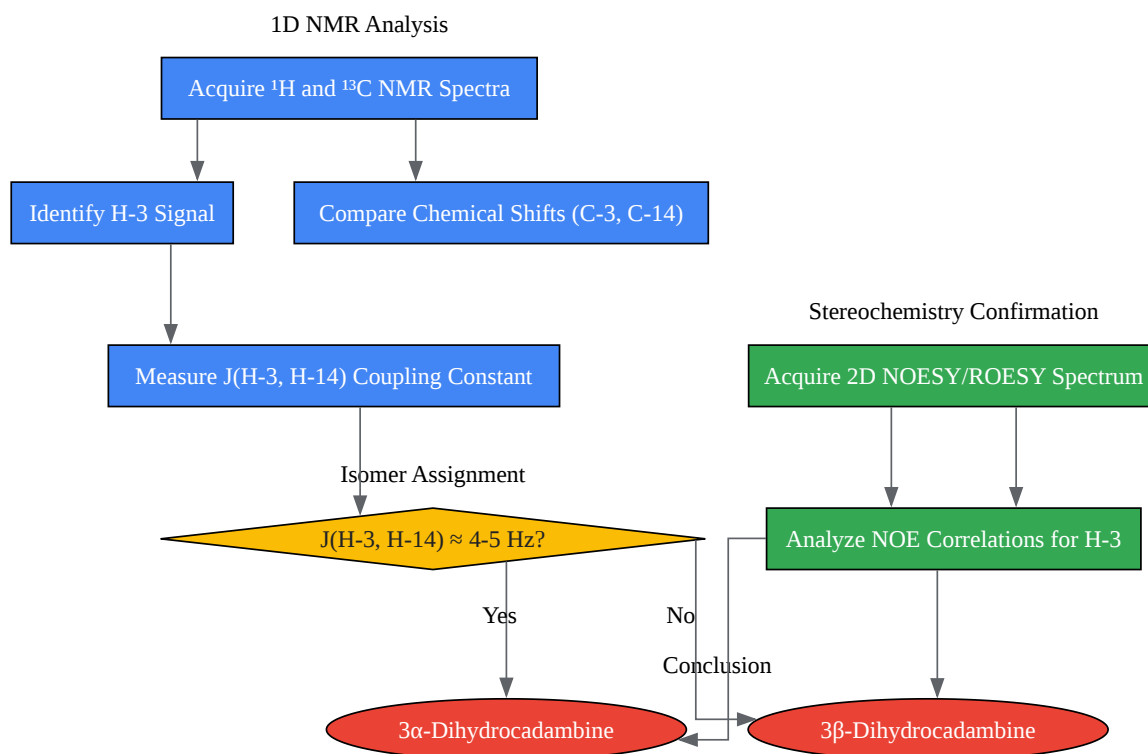 1D NMR Analysis
Acquire ¹H and ¹³C NMR Spectra
Identify H-3 Signal
Compare Chemical Shifts (C-3, C-14)
Stereochemistry Confirmation
Measure J(H-3, H-14) Coupling Constant
Acquire 2D NOESY/ROESY Spectrum
Isomer Assignment
J(H-3, H-14) ≈ 4-5 Hz?
Analyze NOE Correlations for H-3
Yes
No
Conclusion
3α-Dihydrocadambine
3β-Dihydrocadambine